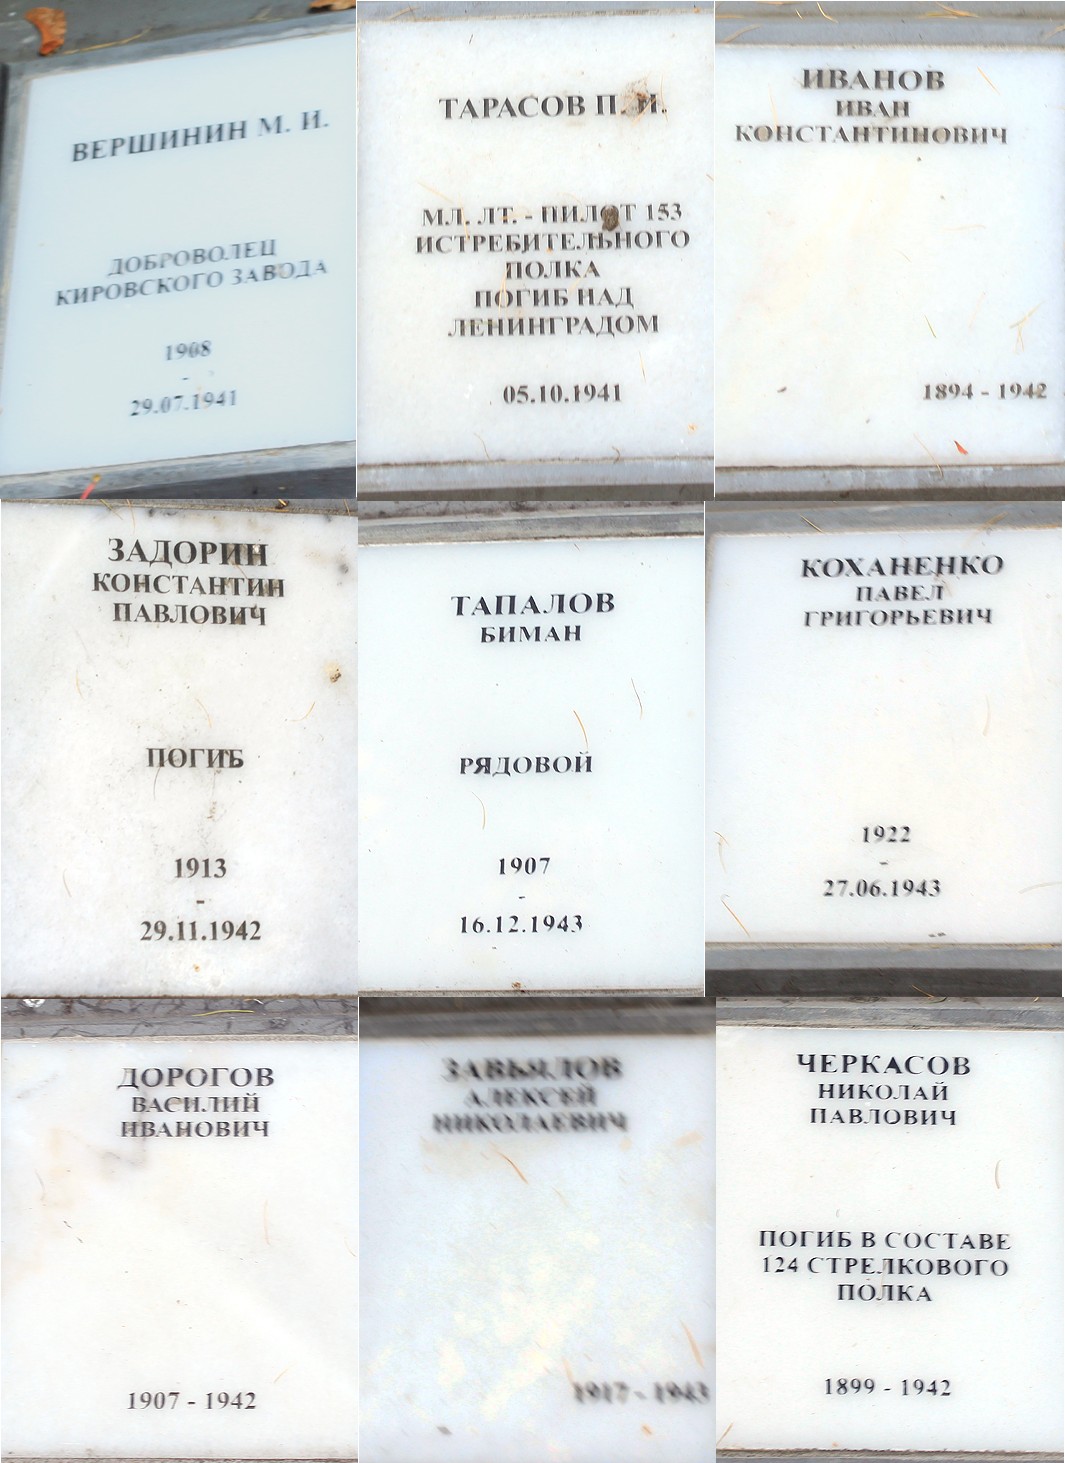 ВЕРШИНИН М. И.
ДОБРОВОЛЕЦ
КИРОВСКОГО ЗАВОДА
1908
-
29.07.1941
ТАРАСОВ П. И.
МЛ. ЛТ. - ПИЛОТ 153
ИСТРЕБИТЕЛЬНОГО
ПОЛКА
ПОГИБ НАД
ЛЕНИНГРАДОМ
05.10.1941
ИВАНОВ
ИВАН
КОНСТАНТИНОВИЧ
1894 - 1942
ЗАДОРИН
КОНСТАНТИН
ПАВЛОВИЧ
ПОГИБ
1913
-
29.11.1942
ТАПАЛОВ
БИМАН
РЯДОВОЙ
1907
-
16.12.1943
КОХАНЕНКО
ПАВЕЛ
ГРИГОРЬЕВИЧ
1922
-
27.06.1943
ДОРОГОВ
ВАСИЛИЙ
ИВАНОВИЧ
1907 - 1942
ЗАВЬЯЛОВ
АЛЕКСЕЙ
НИКОЛАЕВИЧ
1917 - 1943
ЧЕРКАСОВ
НИКОЛАЙ
ПАВЛОВИЧ
ПОГИБ В СОСТАВЕ
124 СТРЕЛКОВОГО
ПОЛКА
1899 - 1942